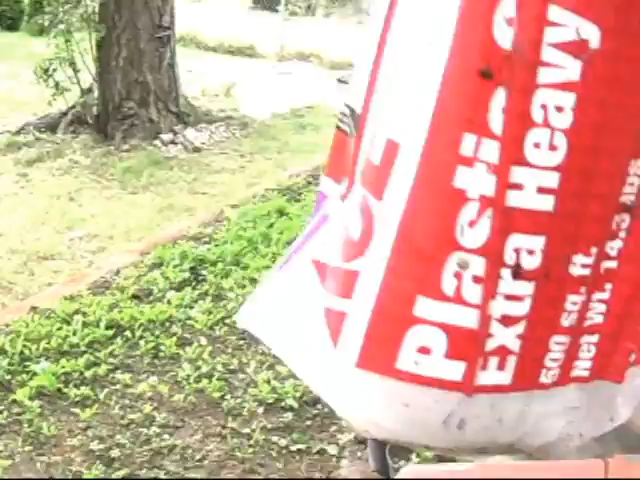 Plastic
Extra Heavy
500 sq. ft.
Net Wt. 14.3 lbs